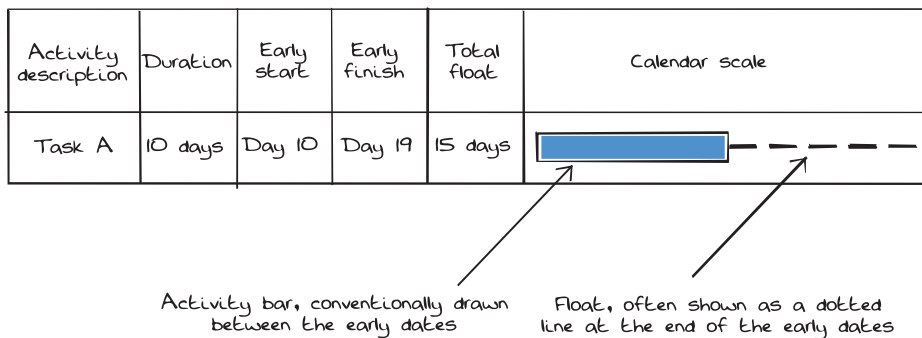 Activity description
Duration
Early start
Early finish
Total float
Calendar scale
Task A
10 days
Day 10
Day 19
15 days
Activity bar, conventionally drawn
between the early dates
Float, often shown as a dotted
line at the end of the early dates